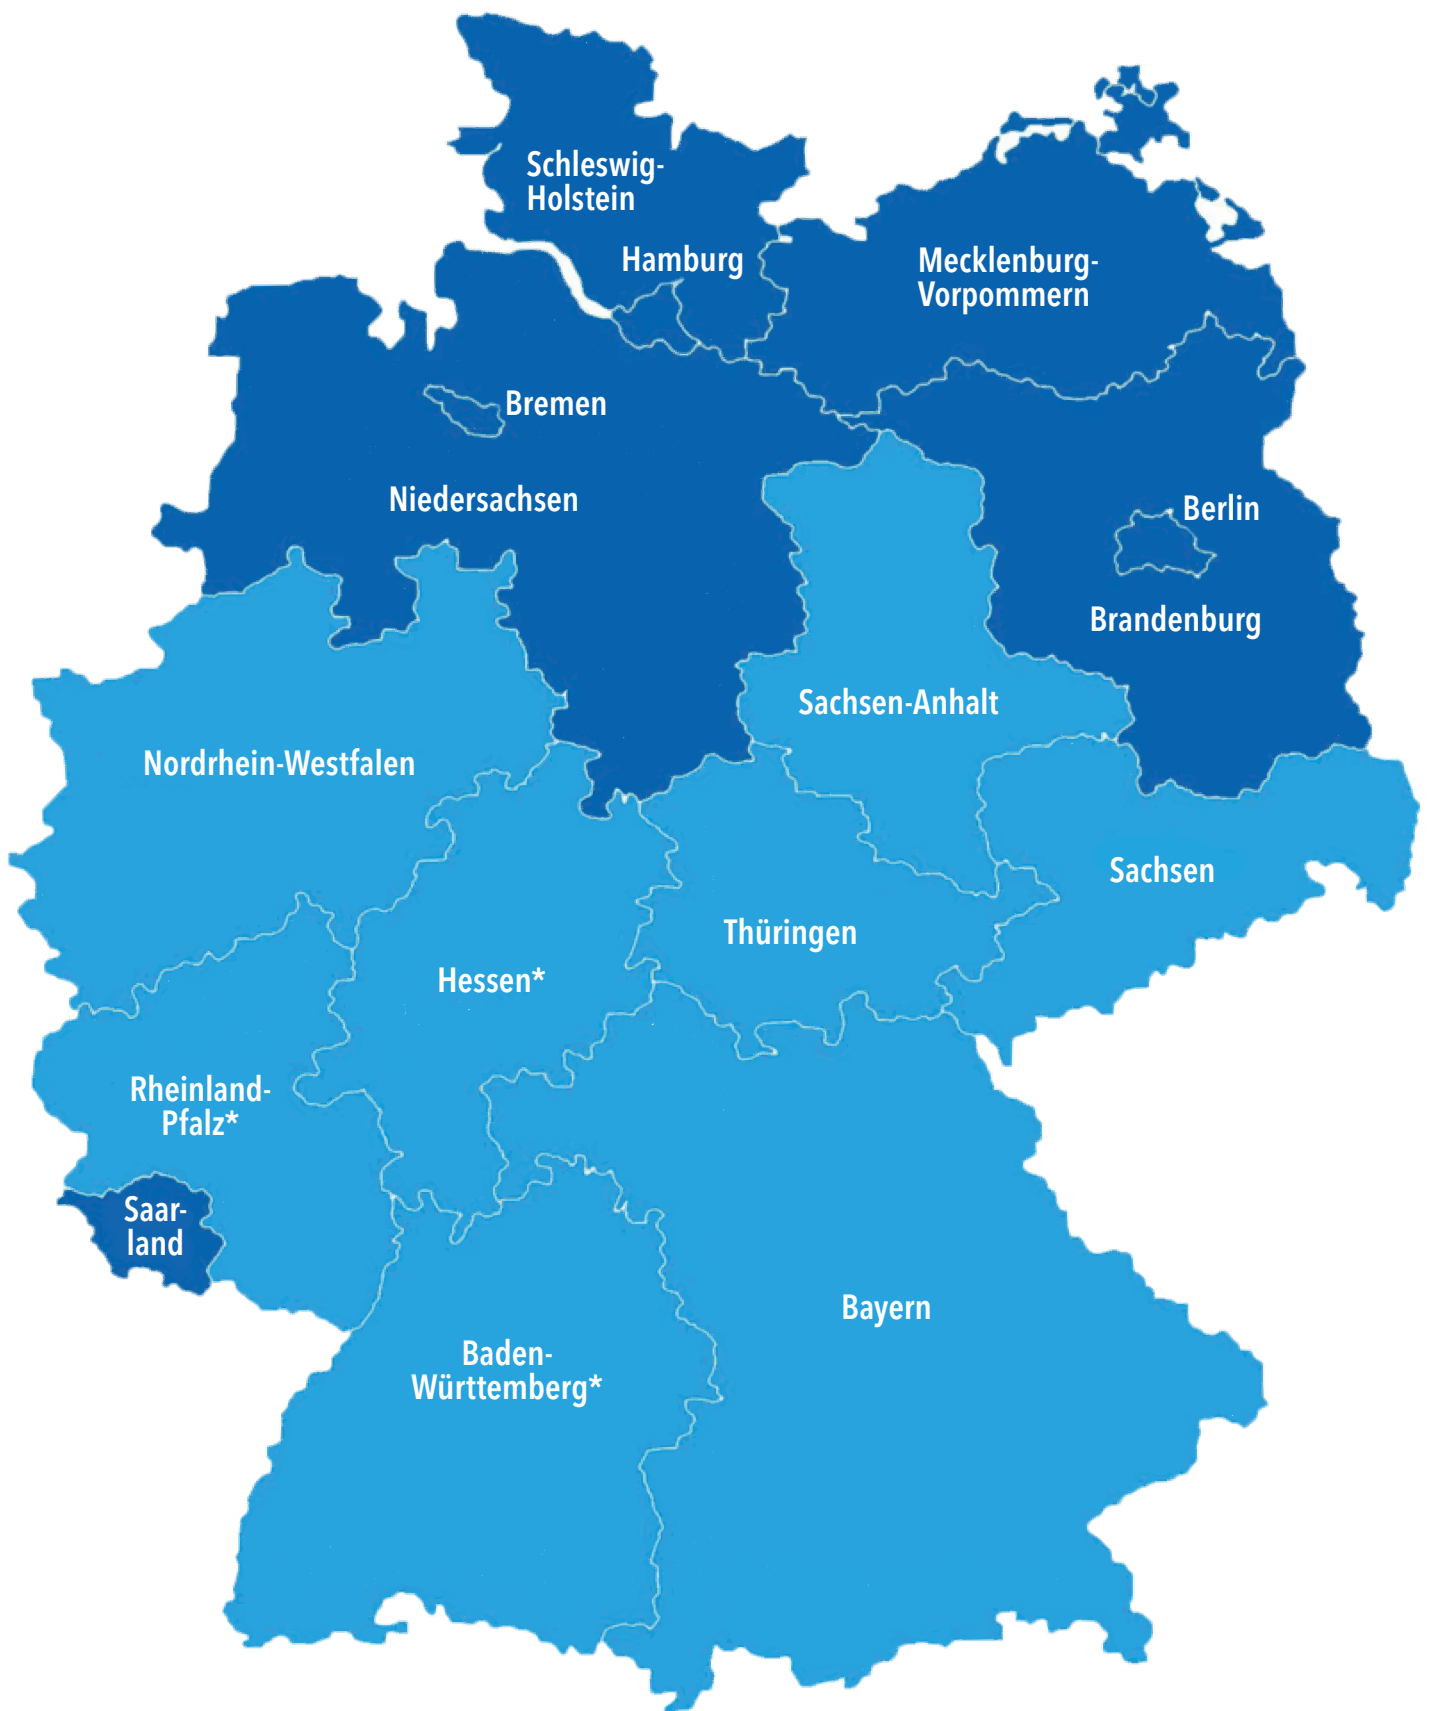 Schleswig-
Holstein
Hamburg
Mecklenburg-
Vorpommern
Bremen
Niedersachsen
Berlin
Brandenburg
Sachsen-Anhalt
Nordrhein-Westfalen
Sachsen
Thüringen
Hessen*
Rheinland-
Pfalz*
Saar-
land
Bayern
Baden-
Württemberg*